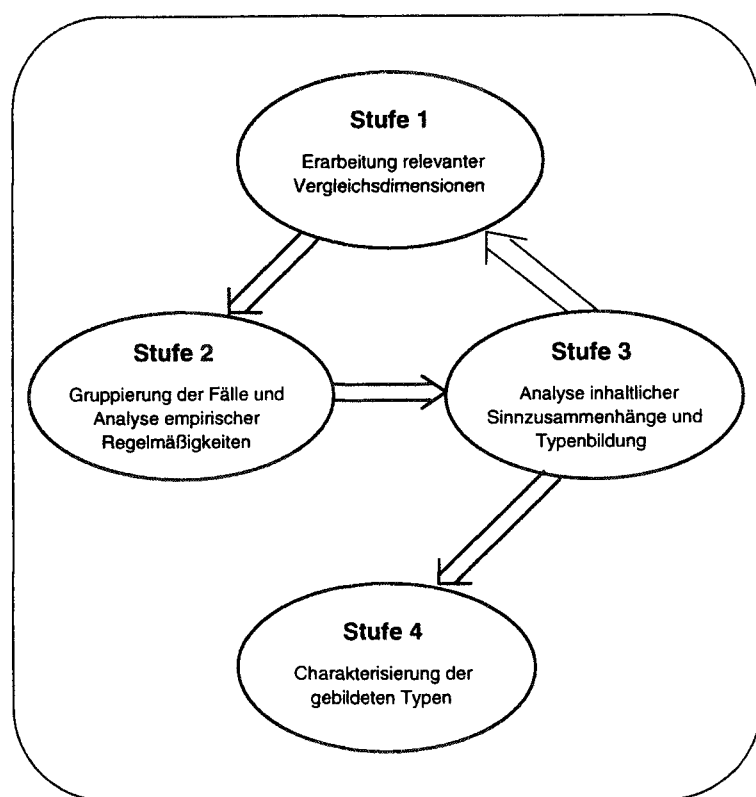 Stufe 1
Erarbeitung relevanter
Vergleichsdimensionen
Stufe 2
Gruppierung der Fälle und
Analyse empirischer
Regelmäßigkeiten
Stufe 3
Analyse inhaltlicher
Sinnzusammenhänge und
Typenbildung
Stufe 4
Charakterisierung der
gebildeten Typen